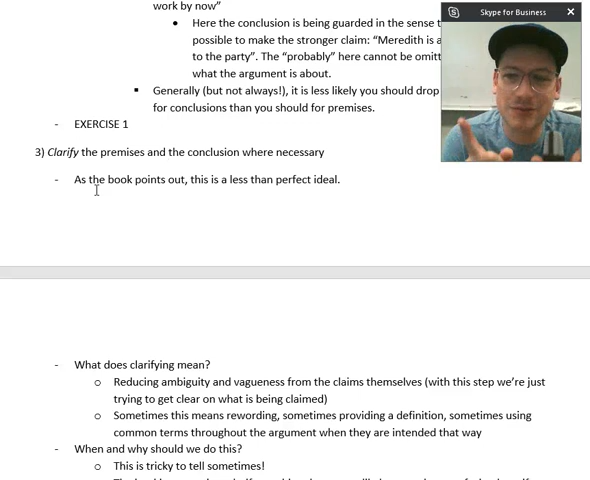 work by now”
• Here the conclusion is being guarded in the sense t
possible to make the stronger claim: “Meredith is a
to the party”. The “probably” here cannot be omitt
what the argument is about.
▪ Generally (but not always!), it is less likely you should drop
for conclusions than you should for premises.
- EXERCISE 1
3) Clarify the premises and the conclusion where necessary
- As the book points out, this is a less than perfect ideal.
- What does clarifying mean?
o Reducing ambiguity and vagueness from the claims themselves (with this step we’re just
trying to get clear on what is being claimed)
o Sometimes this means rewording, sometimes providing a definition, sometimes using
common terms throughout the argument when they are intended that way
- When and why should we do this?
o This is tricky to tell sometimes!
Skype for Business